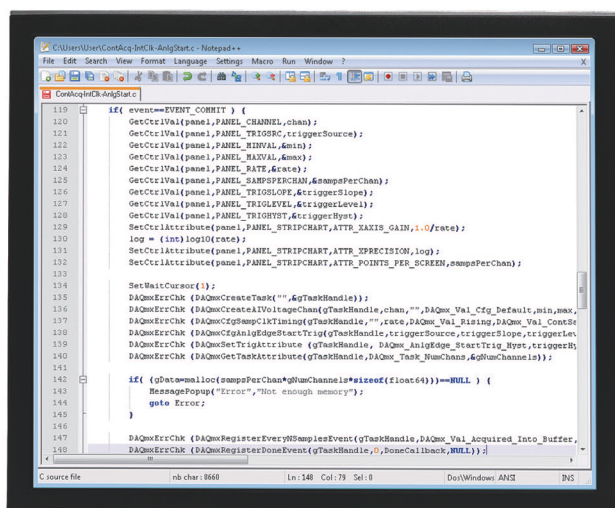 C:\Users\User\ContAcq-IntClk-AnlgStart.c - Notepad++
File Edit Search View Format Language Settings Macro Run Window ? X
ContAcq-IntClk-AnlgStart.c
119 if( event==EVENT_COMMIT ) {
120 GetCtrlVal(panel,PANEL_CHANNEL,chan);
121 GetCtrlVal(panel,PANEL_TRIGSRC,triggerSource);
122 GetCtrlVal(panel,PANEL_MINVAL,&min);
123 GetCtrlVal(panel,PANEL_MAXVAL,&max);
124 GetCtrlVal(panel,PANEL_RATE,&rate);
125 GetCtrlVal(panel,PANEL_SAMPSPERCHAN,&sampsPerChan);
126 GetCtrlVal(panel,PANEL_TRIGSLOPE,&triggerSlope);
127 GetCtrlVal(panel,PANEL_TRIGLEVEL,&triggerLevel);
128 GetCtrlVal(panel,PANEL_TRIGHYST,&triggerHyst);
129 SetCtrlAttribute(panel,PANEL_STRIPCHART,ATTR_XAXIS_GAIN,1.0/rate);
130 log = (int)log10(rate);
131 SetCtrlAttribute(panel,PANEL_STRIPCHART,ATTR_XPRECISION,log);
132 SetCtrlAttribute(panel,PANEL_STRIPCHART,ATTR_POINTS_PER_SCREEN,sampsPerChan);
133
134 SetWaitCursor(1);
135 DAQmxErrChk (DAQmxCreateTask("",&gTaskHandle));
136 DAQmxErrChk (DAQmxCreateAIVoltageChan(gTaskHandle,chan,"",DAQmx_Val_Cfg_Default,min,max,
137 DAQmxErrChk (DAQmxCfgSampClkTiming(gTaskHandle,"",rate,DAQmx_Val_Rising,DAQmx_Val_ContSa
138 DAQmxErrChk (DAQmxCfgAnlgEdgeStartTrig(gTaskHandle,triggerSource,triggerSlope,triggerLeve
139 DAQmxErrChk (DAQmxSetTrigAttribute (gTaskHandle, DAQmx_AnlgEdge_StartTrig_Hyst,triggerHy
140 DAQmxErrChk (DAQmxGetTaskAttribute(gTaskHandle,DAQmx_Task_NumChans,&gNumChannels));
141
142 if( (gData=malloc(sampsPerChan*gNumChannels*sizeof(float64)))==NULL ) {
143 MessagePopup("Error","Not enough memory");
144 goto Error;
145 }
146
147 DAQmxErrChk (DAQmxRegisterEveryNSamplesEvent(gTaskHandle,DAQmx_Val_Acquired_Into_Buffer,
148 DAQmxErrChk (DAQmxRegisterDoneEvent(gTaskHandle,0,DoneCallback,NULL));
C source file nb char : 8660 Ln : 148 Col : 79 Sel : 0 Dos\Windows ANSI INS